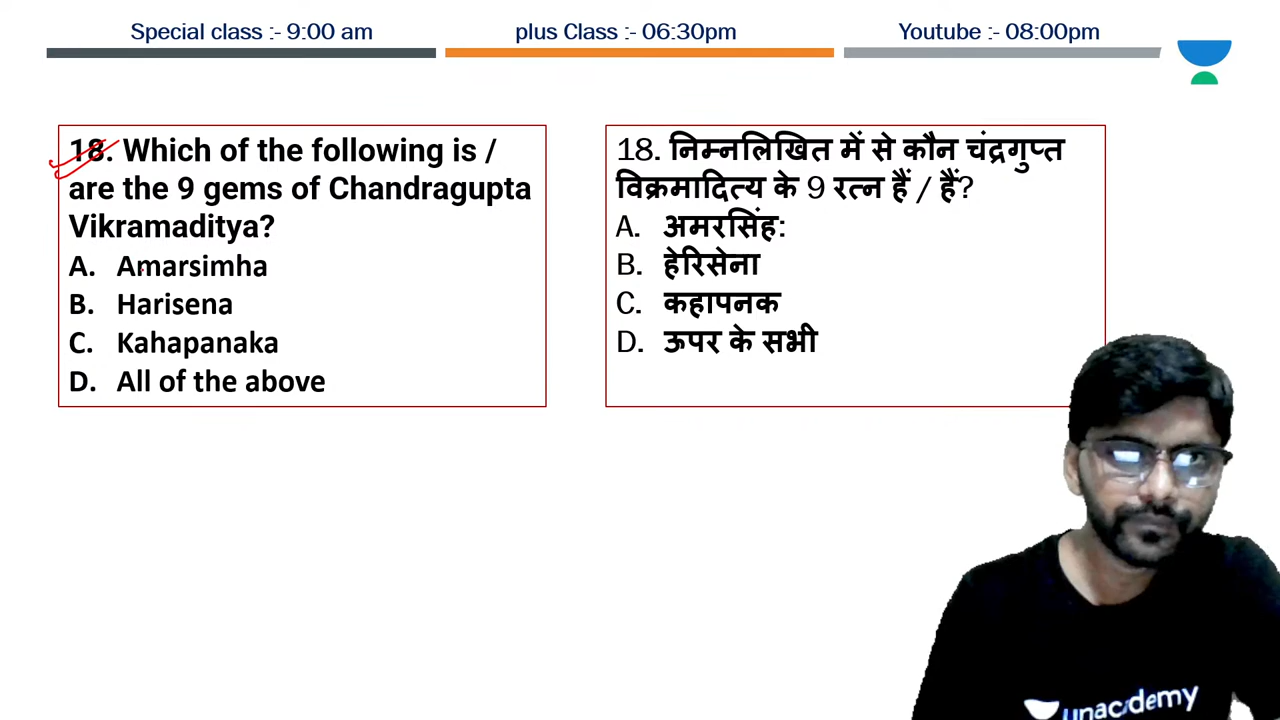 Special class :- 9:00 am
plus Class :- 06:30pm
Youtube :- 08:00pm
18. Which of the following is /
are the 9 gems of Chandragupta
Vikramaditya?
A. Amarsimha
B. Harisena
C. Kahapanaka
D. All of the above
18. निम्नलिखित में से कौन चंद्रगुप्त
विक्रमादित्य के 9 रत्न हैं / हैं?
A. अमरसिंह:
B. हेरिसेना
C. कहापनक
D. ऊपर के सभी
unacademy